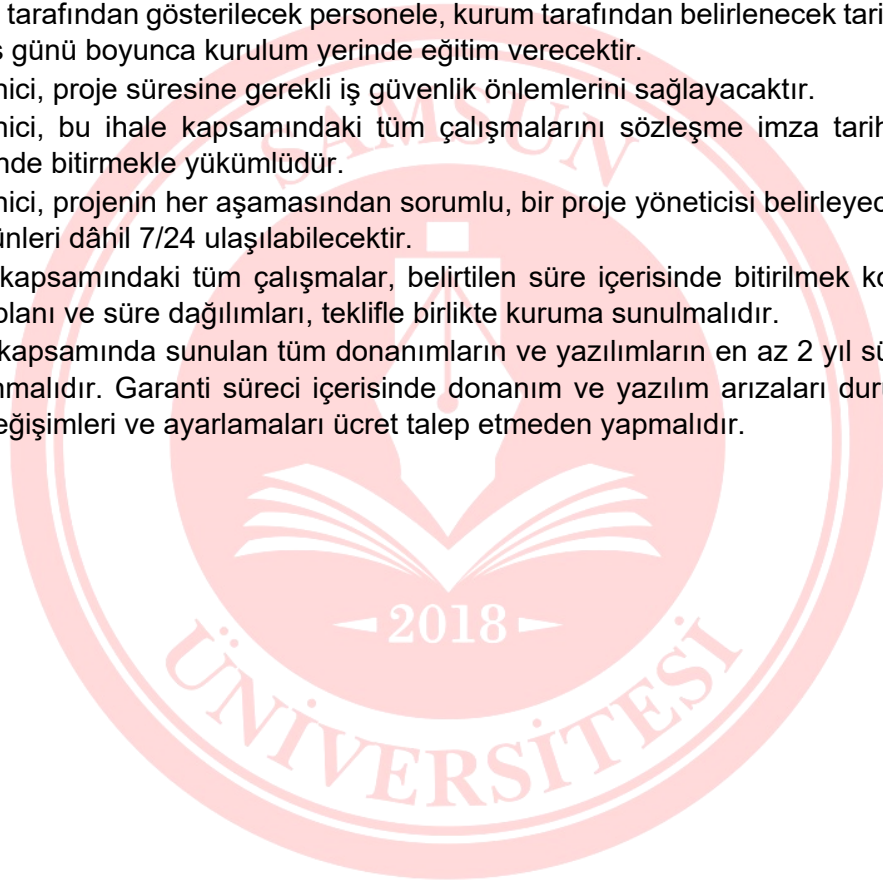 tarafından gösterilecek personele, kurum tarafından belirlenecek tari
ş günü boyunca kurulum yerinde eğitim verecektir.
nici, proje süresine gerekli iş güvenlik önlemlerini sağlayacaktır.
nici, bu ihale kapsamındaki tüm çalışmalarını sözleşme imza tarih
nde bitirmekle yükümlüdür.
nici, projenin her aşamasından sorumlu, bir proje yöneticisi belirleyec
ünleri dâhil 7/24 ulaşılabilecektir.
kapsamındaki tüm çalışmalar, belirtilen süre içerisinde bitirilmek ko
planı ve süre dağılımları, teklifle birlikte kuruma sunulmalıdır.
kapsamında sunulan tüm donanımların ve yazılımların en az 2 yıl sü
nmalıdır. Garanti süreci içerisinde donanım ve yazılım arızaları duru
eğişimleri ve ayarlamaları ücret talep etmeden yapmalıdır.
SAMSUN
2018
ÜNİVERSİTESİ